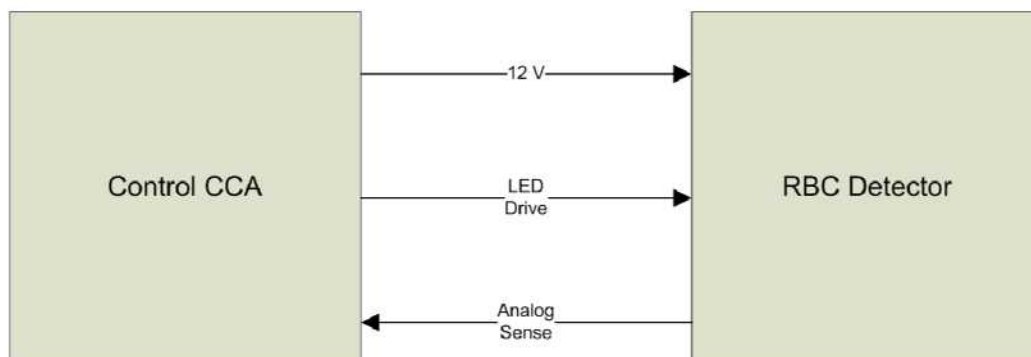 12 V
Control CCA
LED
Drive
RBC Detector
Analog
Sense